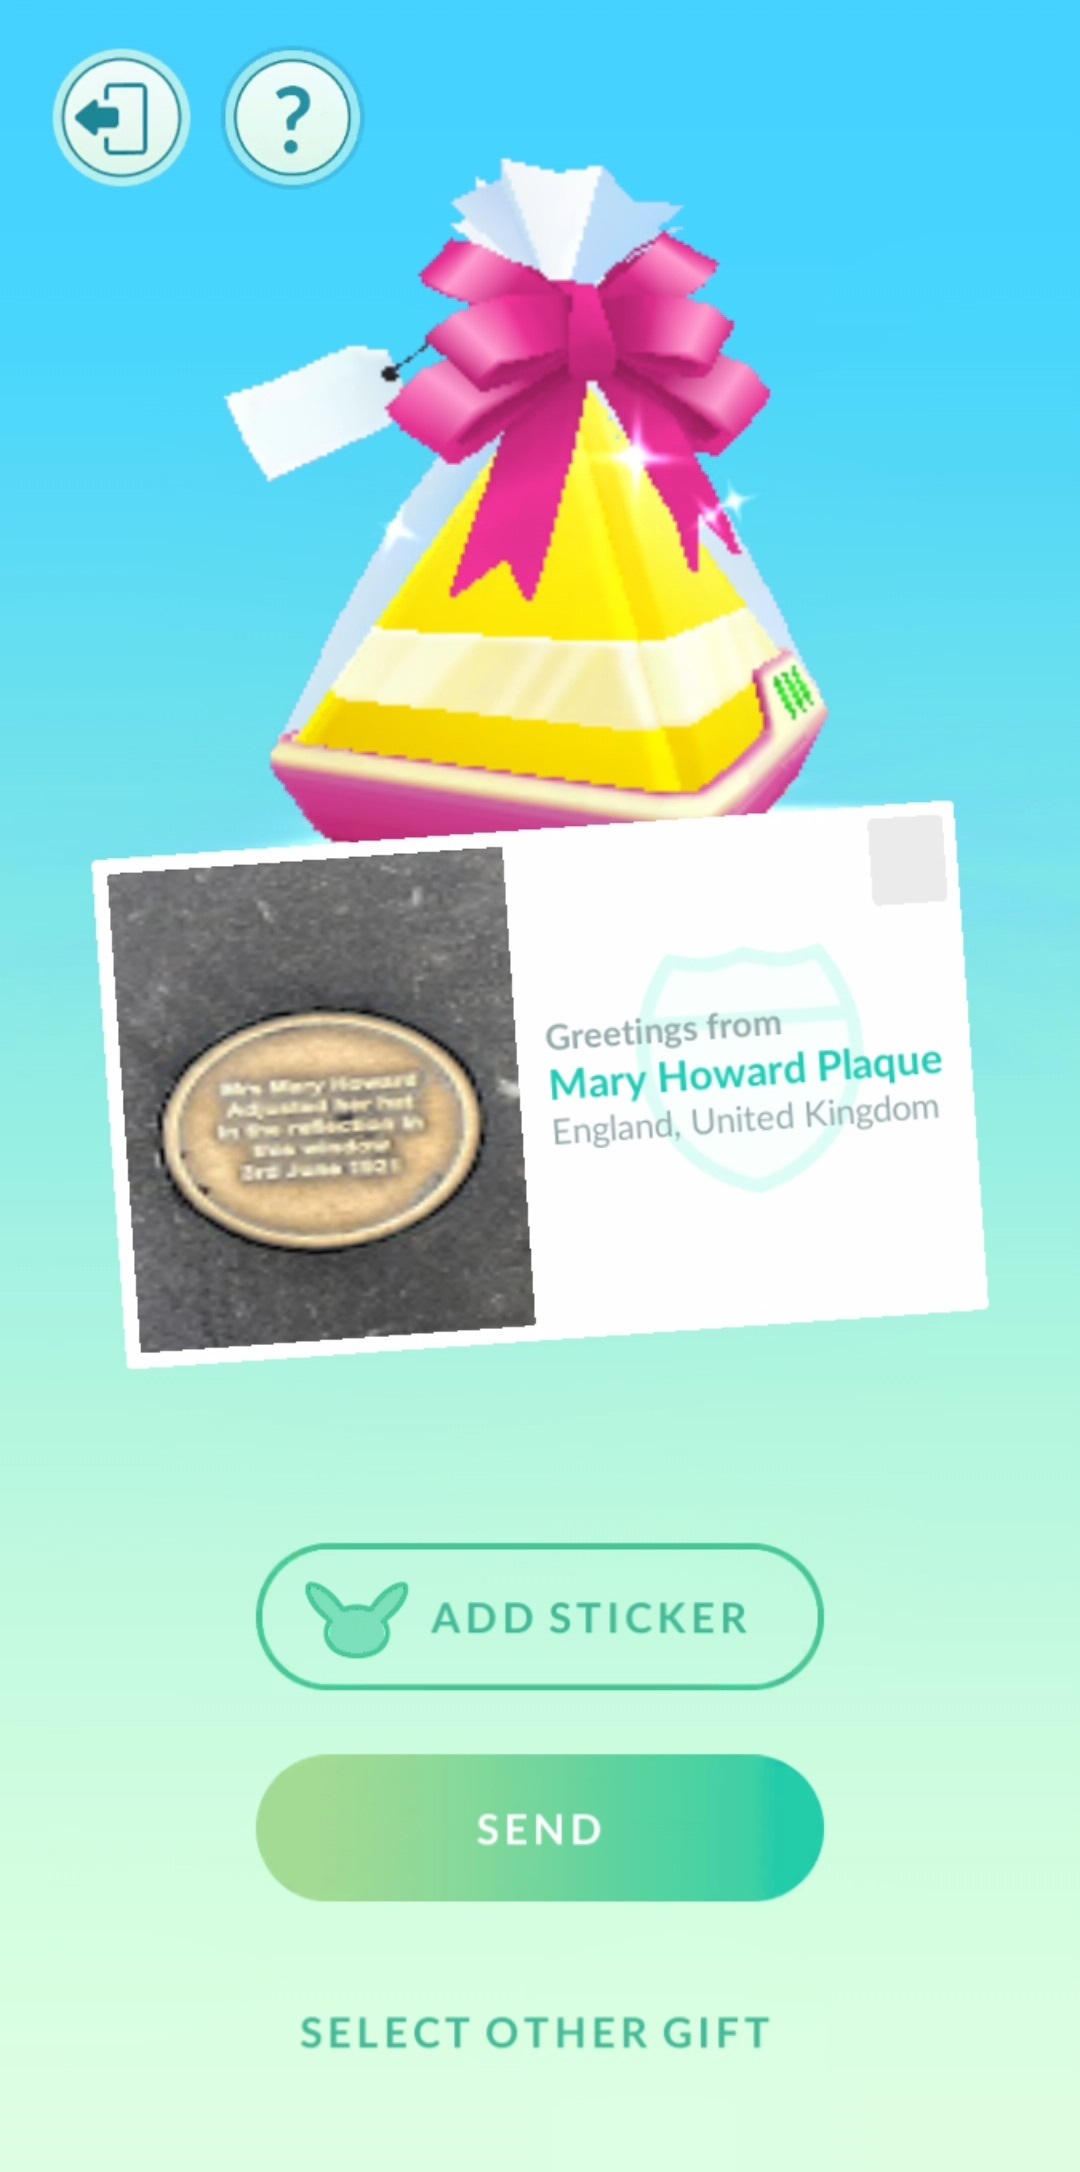 ?
Mrs Mary Howard
Adjusted her hat
In the reflection in
this window
3rd June 1921
Greetings from
Mary Howard Plaque
England, United Kingdom
ADD STICKER
SEND
SELECT OTHER GIFT